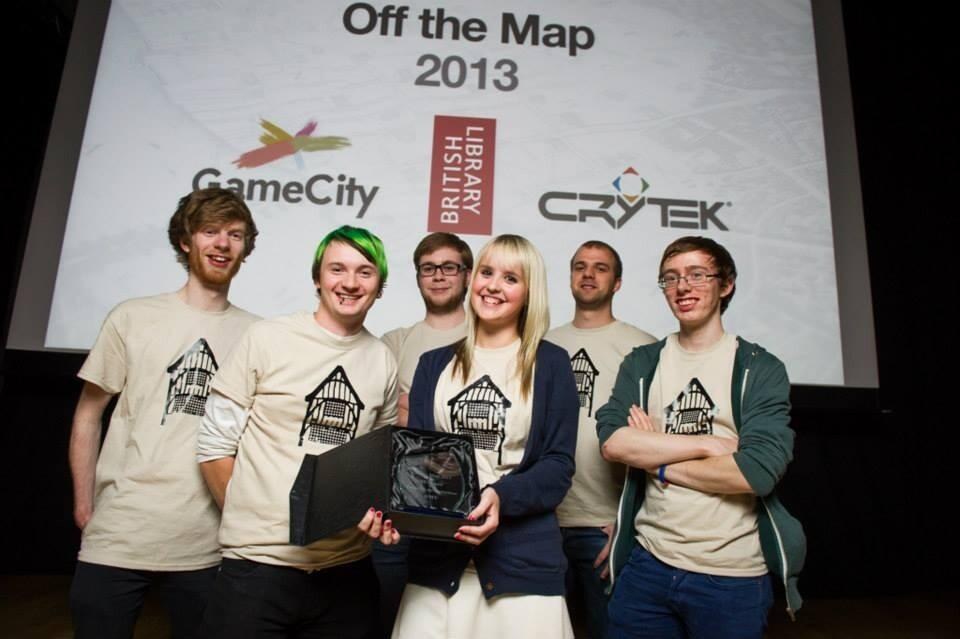 Off the Map
2013
GameCity
BRITISH
LIBRARY
CRYTEK®